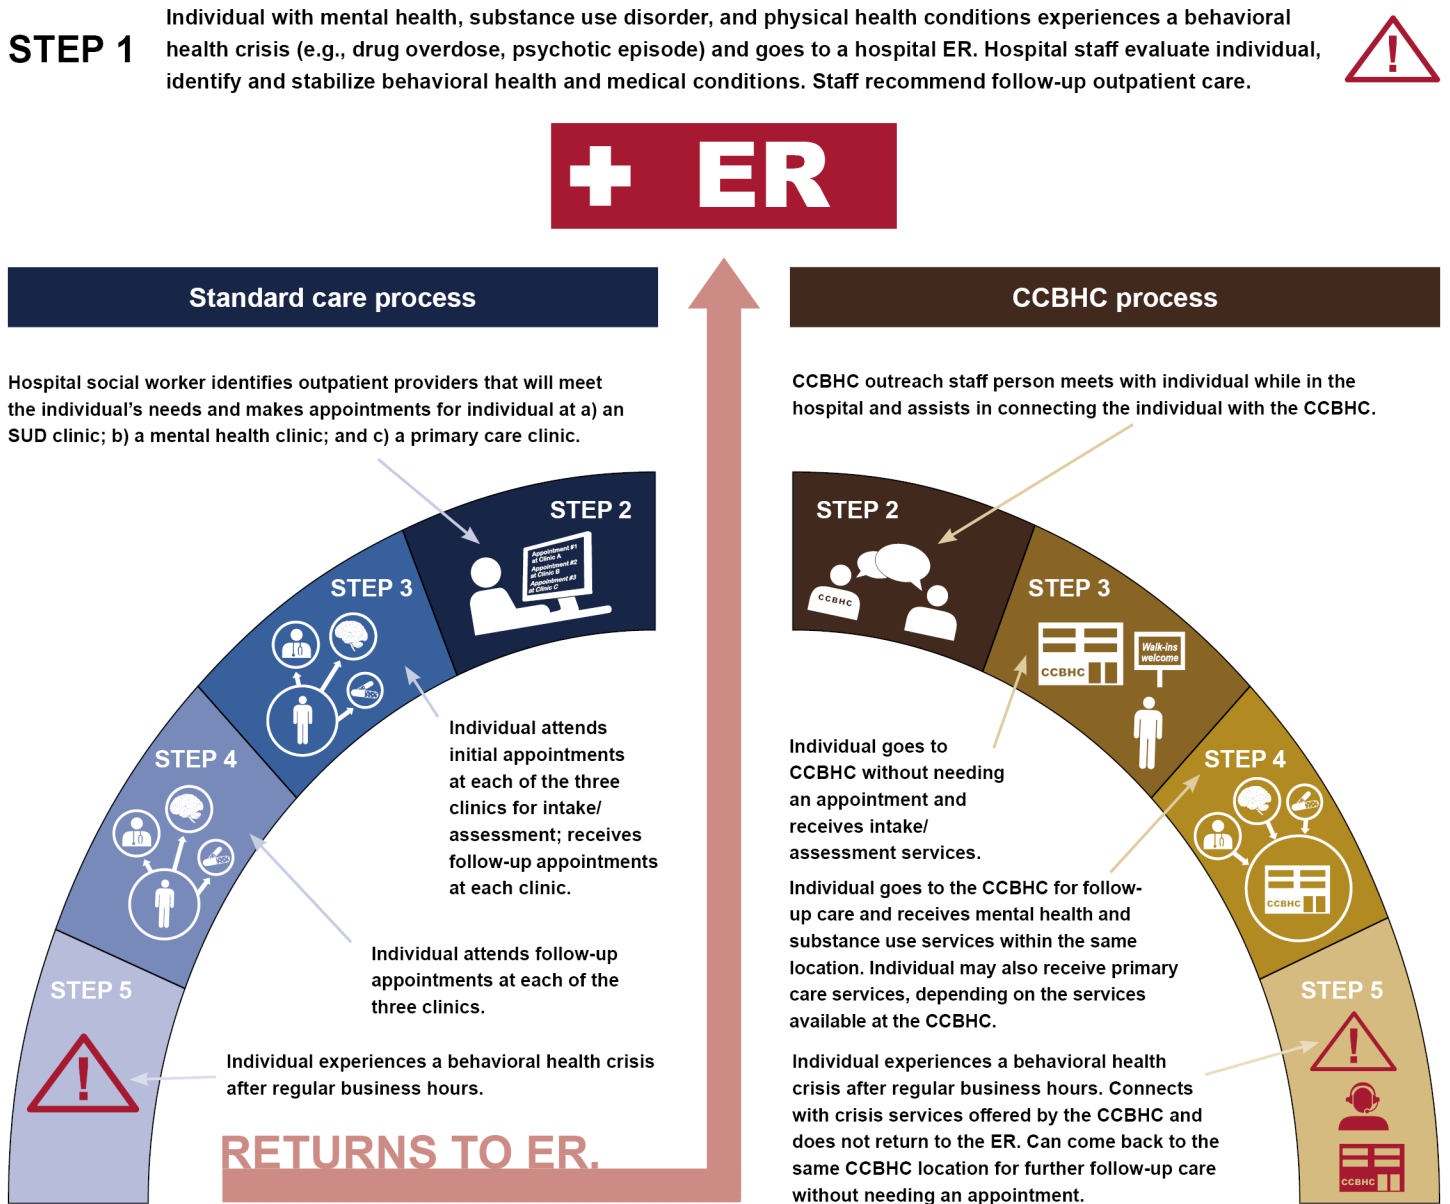 STEP 1
Individual with mental health, substance use disorder, and physical health conditions experiences a behavioral
health crisis (e.g., drug overdose, psychotic episode) and goes to a hospital ER. Hospital staff evaluate individual,
identify and stabilize behavioral health and medical conditions. Staff recommend follow-up outpatient care.
!
ER
Standard care process
Hospital social worker identifies outpatient providers that will meet
the individual’s needs and makes appointments for individual at a) an
SUD clinic; b) a mental health clinic; and c) a primary care clinic.
STEP 2
Appointment #1
at Clinic A
Appointment #2
at Clinic B
Appointment #3
at Clinic C
STEP 3
Individual attends
initial appointments
at each of the three
clinics for intake/
assessment; receives
follow-up appointments
at each clinic.
STEP 4
Individual attends follow-up
appointments at each of the
three clinics.
STEP 5
!
Individual experiences a behavioral health crisis
after regular business hours.
RETURNS TO ER.
CCBHC process
CCBHC outreach staff person meets with individual while in the
hospital and assists in connecting the individual with the CCBHC.
STEP 2
CCBHC
STEP 3
CCBHC
Walk-ins
welcome
Individual goes to
CCBHC without needing
an appointment and
receives intake/
assessment services.
STEP 4
CCBHC
Individual goes to the CCBHC for follow-
up care and receives mental health and
substance use services within the same
location. Individual may also receive primary
care services, depending on the services
available at the CCBHC.
STEP 5
!
CCBHC
Individual experiences a behavioral health
crisis after regular business hours. Connects
with crisis services offered by the CCBHC and
does not return to the ER. Can come back to the
same CCBHC location for further follow-up care
without needing an appointment.